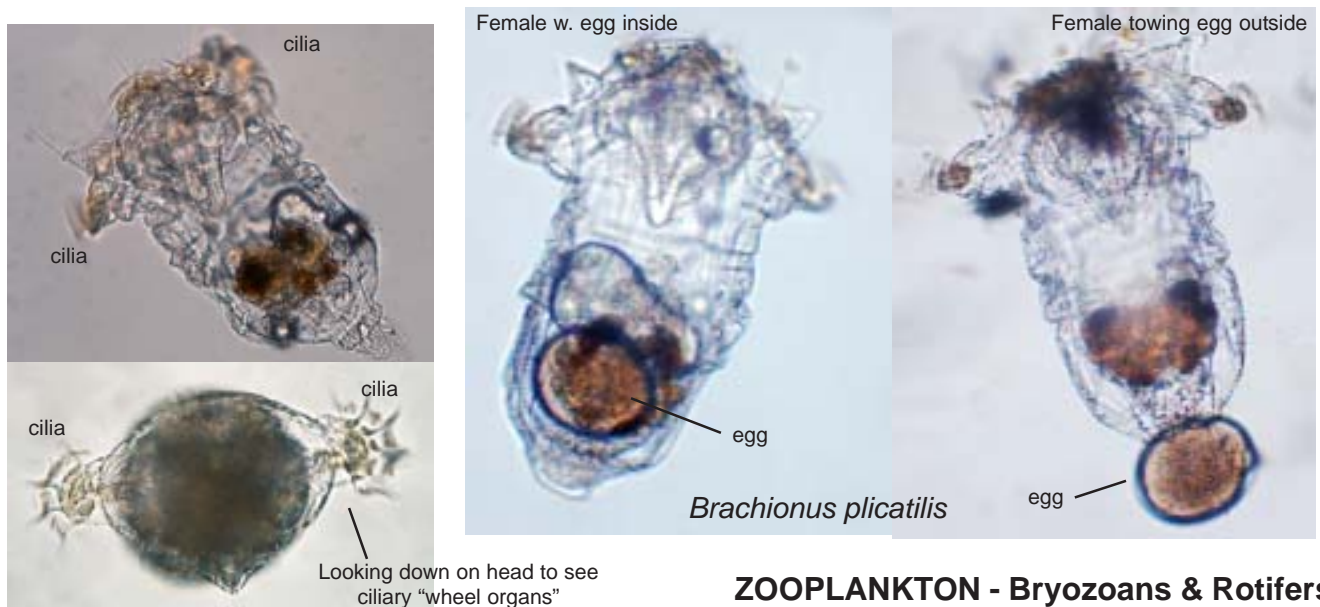 cilia
cilia
cilia
cilia
Looking down on head to see
ciliary “wheel organs”
Female w. egg inside
egg
Brachionus plicatilis
Female towing egg outside
egg
ZOOPLANKTON - Bryozoans & Rotifers